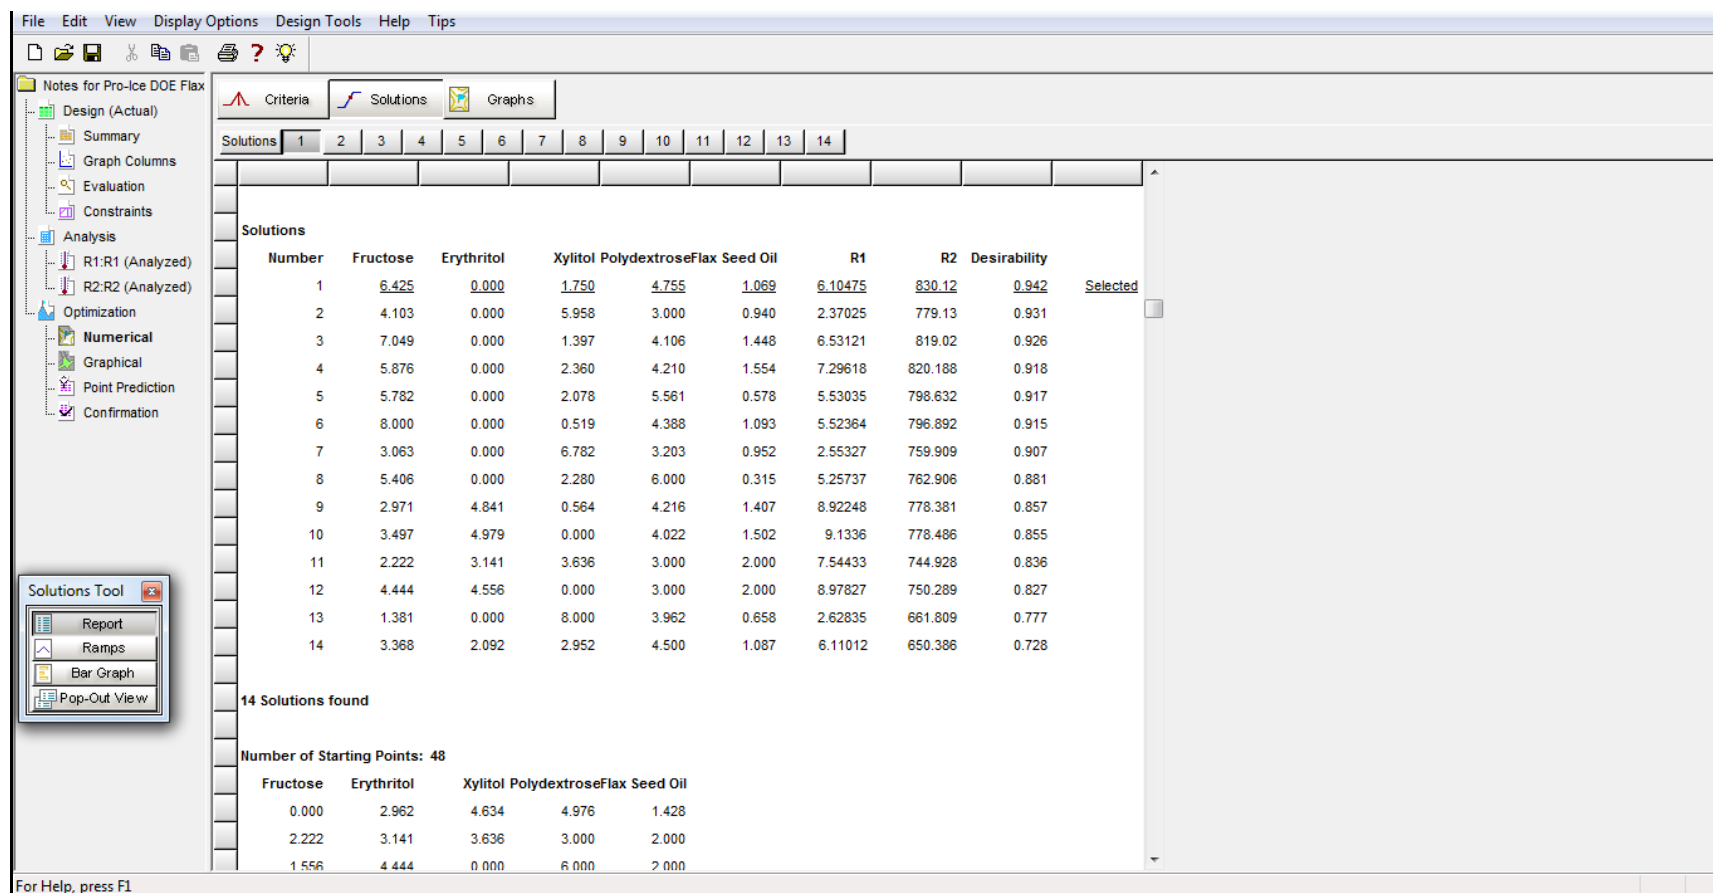 File Edit View Display Options Design Tools Help Tips
Notes for Pro-Ice DOE Flax
Design (Actual)
Summary
Graph Columns
Evaluation
Constraints
Analysis
R1:R1 (Analyzed)
R2:R2 (Analyzed)
Optimization
Numerical
Graphical
Point Prediction
Confirmation
Solutions Tool
Report
Ramps
Bar Graph
Pop-Out View
Criteria Solutions Graphs
Solutions 1 2 3 4 5 6 7 8 9 10 11 12 13 14
Solutions
Number Fructose Erythritol Xylitol Polydextrose Flax Seed Oil R1 R2 Desirability
1 6.425 0.000 1.750 4.755 1.069 6.10475 830.12 0.942 Selected
2 4.103 0.000 5.958 3.000 0.940 2.37025 779.13 0.931
3 7.049 0.000 1.397 4.106 1.448 6.53121 819.02 0.926
4 5.876 0.000 2.360 4.210 1.554 7.29618 820.188 0.918
5 5.782 0.000 2.078 5.561 0.578 5.53035 798.632 0.917
6 8.000 0.000 0.519 4.388 1.093 5.52364 796.892 0.915
7 3.063 0.000 6.782 3.203 0.952 2.55327 759.909 0.907
8 5.406 0.000 2.280 6.000 0.315 5.25737 762.906 0.881
9 2.971 4.841 0.564 4.216 1.407 8.92248 778.381 0.857
10 3.497 4.979 0.000 4.022 1.502 9.1336 778.486 0.855
11 2.222 3.141 3.636 3.000 2.000 7.54433 744.928 0.836
12 4.444 4.556 0.000 3.000 2.000 8.97827 750.289 0.827
13 1.381 0.000 8.000 3.962 0.658 2.62835 661.809 0.777
14 3.368 2.092 2.952 4.500 1.087 6.11012 650.386 0.728
14 Solutions found
Number of Starting Points: 48
Fructose Erythritol Xylitol Polydextrose Flax Seed Oil
0.000 2.962 4.634 4.976 1.428
2.222 3.141 3.636 3.000 2.000
1.556 4.444 0.000 6.000 2.000
For Help, press F1